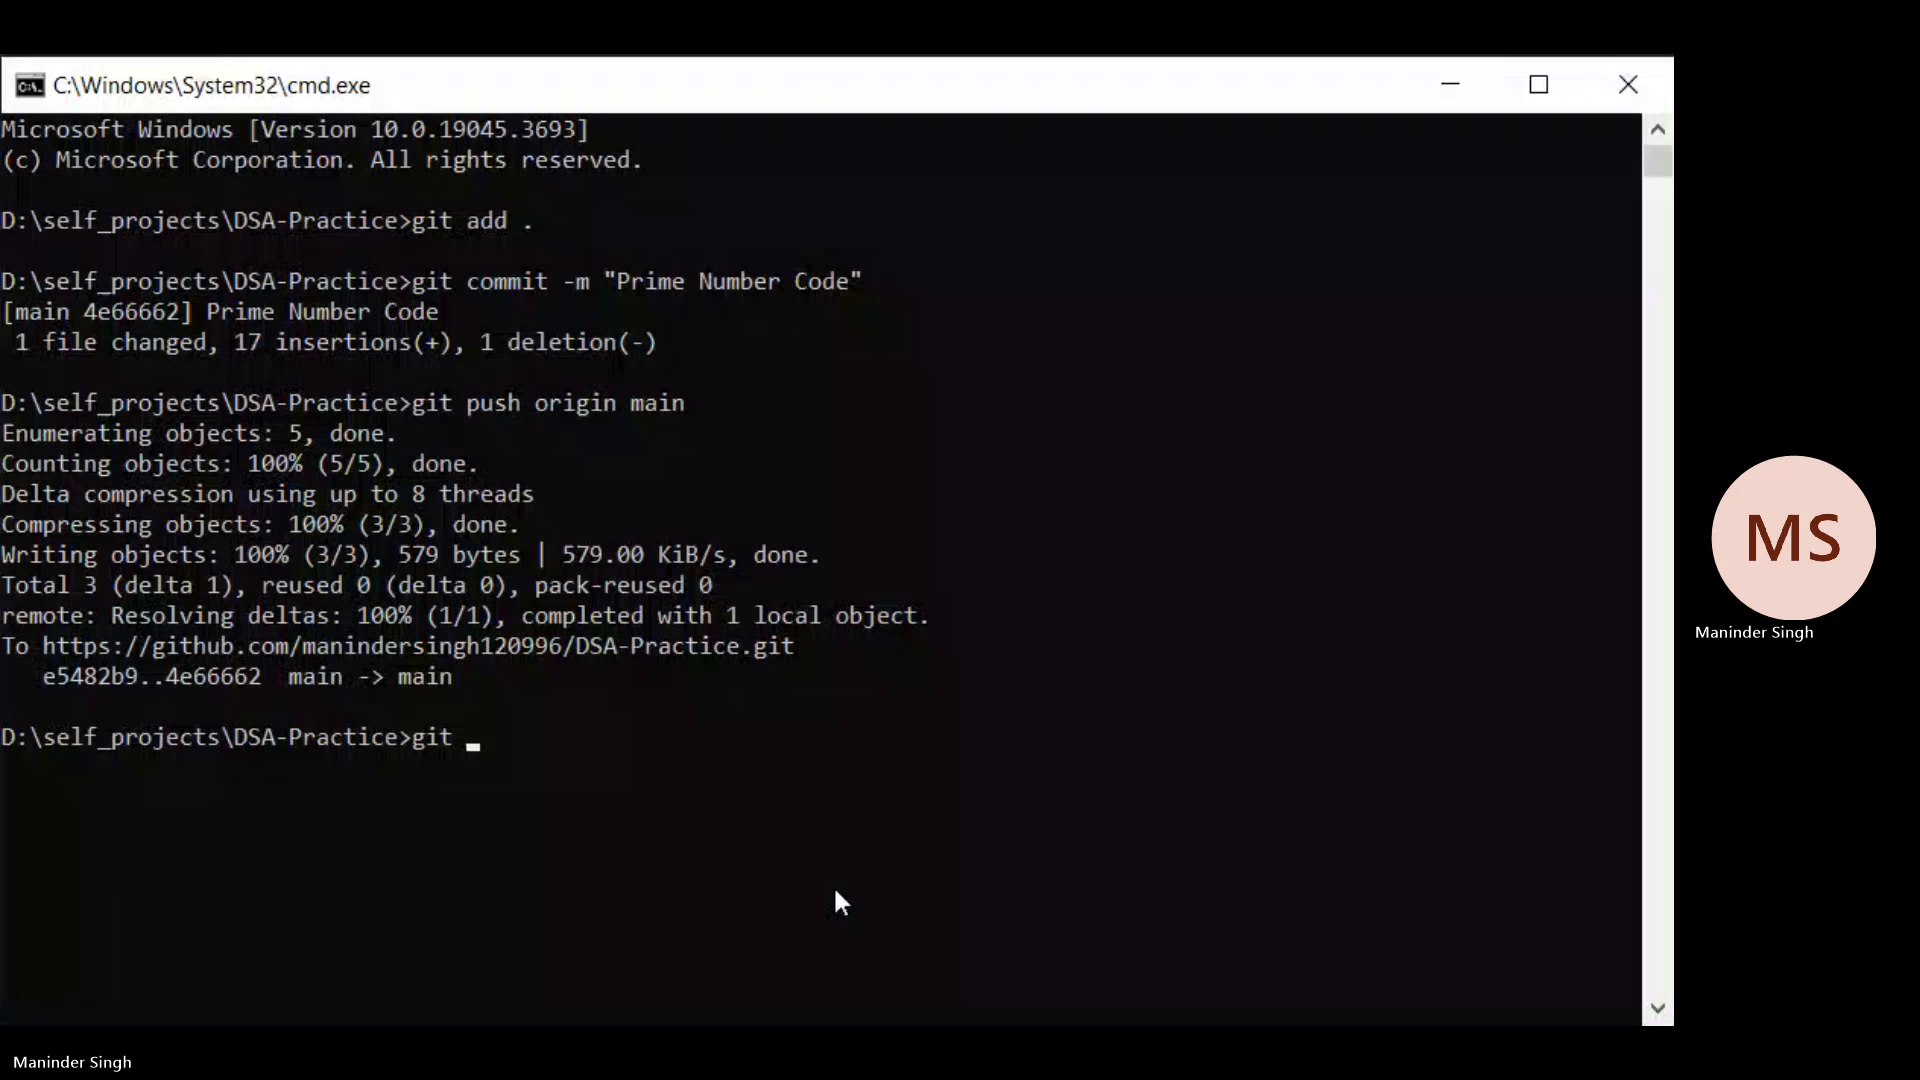 C:\Windows\System32\cmd.exe
Microsoft Windows [Version 10.0.19045.3693]
(c) Microsoft Corporation. All rights reserved.
D:\self_projects\DSA-Practice>git add .
D:\self_projects\DSA-Practice>git commit -m "Prime Number Code"
[main 4e66662] Prime Number Code
 1 file changed, 17 insertions(+), 1 deletion(-)
D:\self_projects\DSA-Practice>git push origin main
Enumerating objects: 5, done.
Counting objects: 100% (5/5), done.
Delta compression using up to 8 threads
Compressing objects: 100% (3/3), done.
Writing objects: 100% (3/3), 579 bytes | 579.00 KiB/s, done.
Total 3 (delta 1), reused 0 (delta 0), pack-reused 0
remote: Resolving deltas: 100% (1/1), completed with 1 local object.
To https://github.com/manindersingh120996/DSA-Practice.git
   e5482b9..4e66662  main -> main
D:\self_projects\DSA-Practice>git
MS
Maninder Singh
Maninder Singh